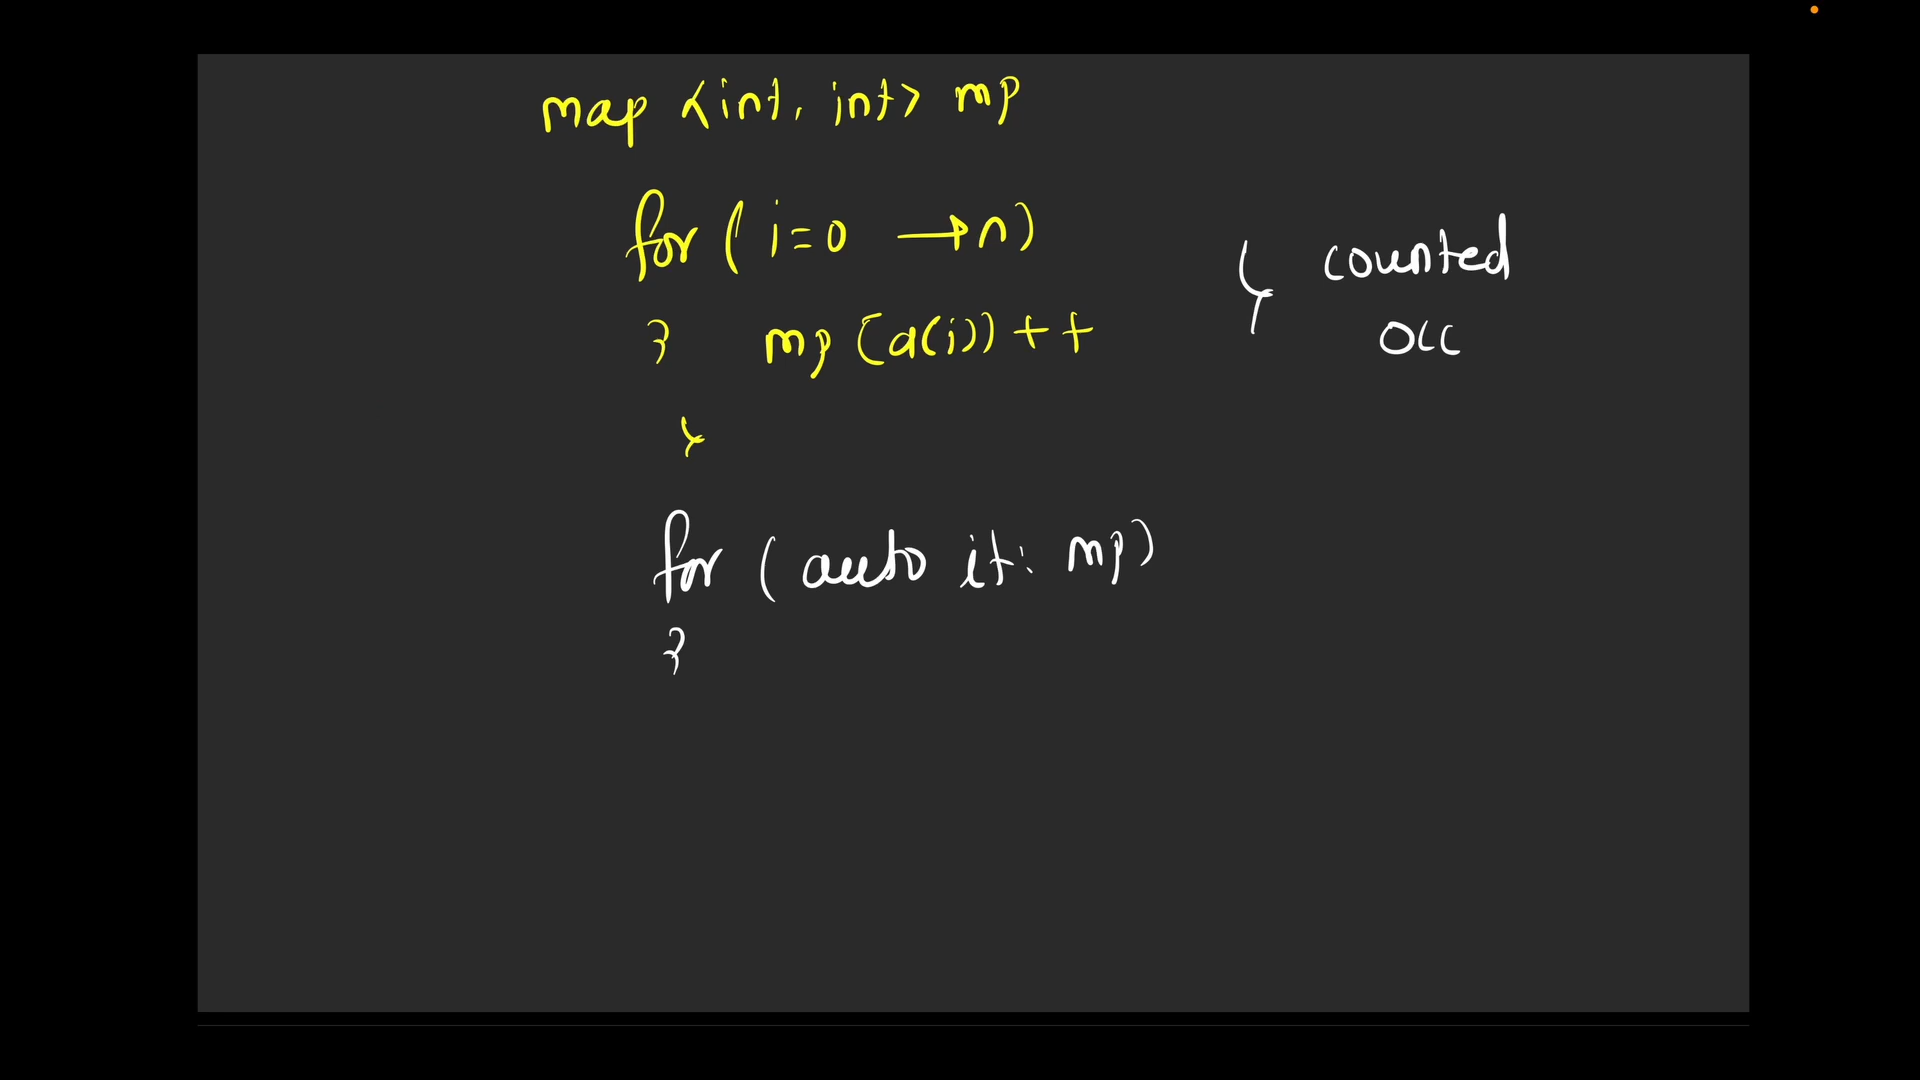 map <int, int> mp
for ( i=0 → n)
{ mp [a[i]]++
} counted
occ
}
for ( auto it: mp)
{